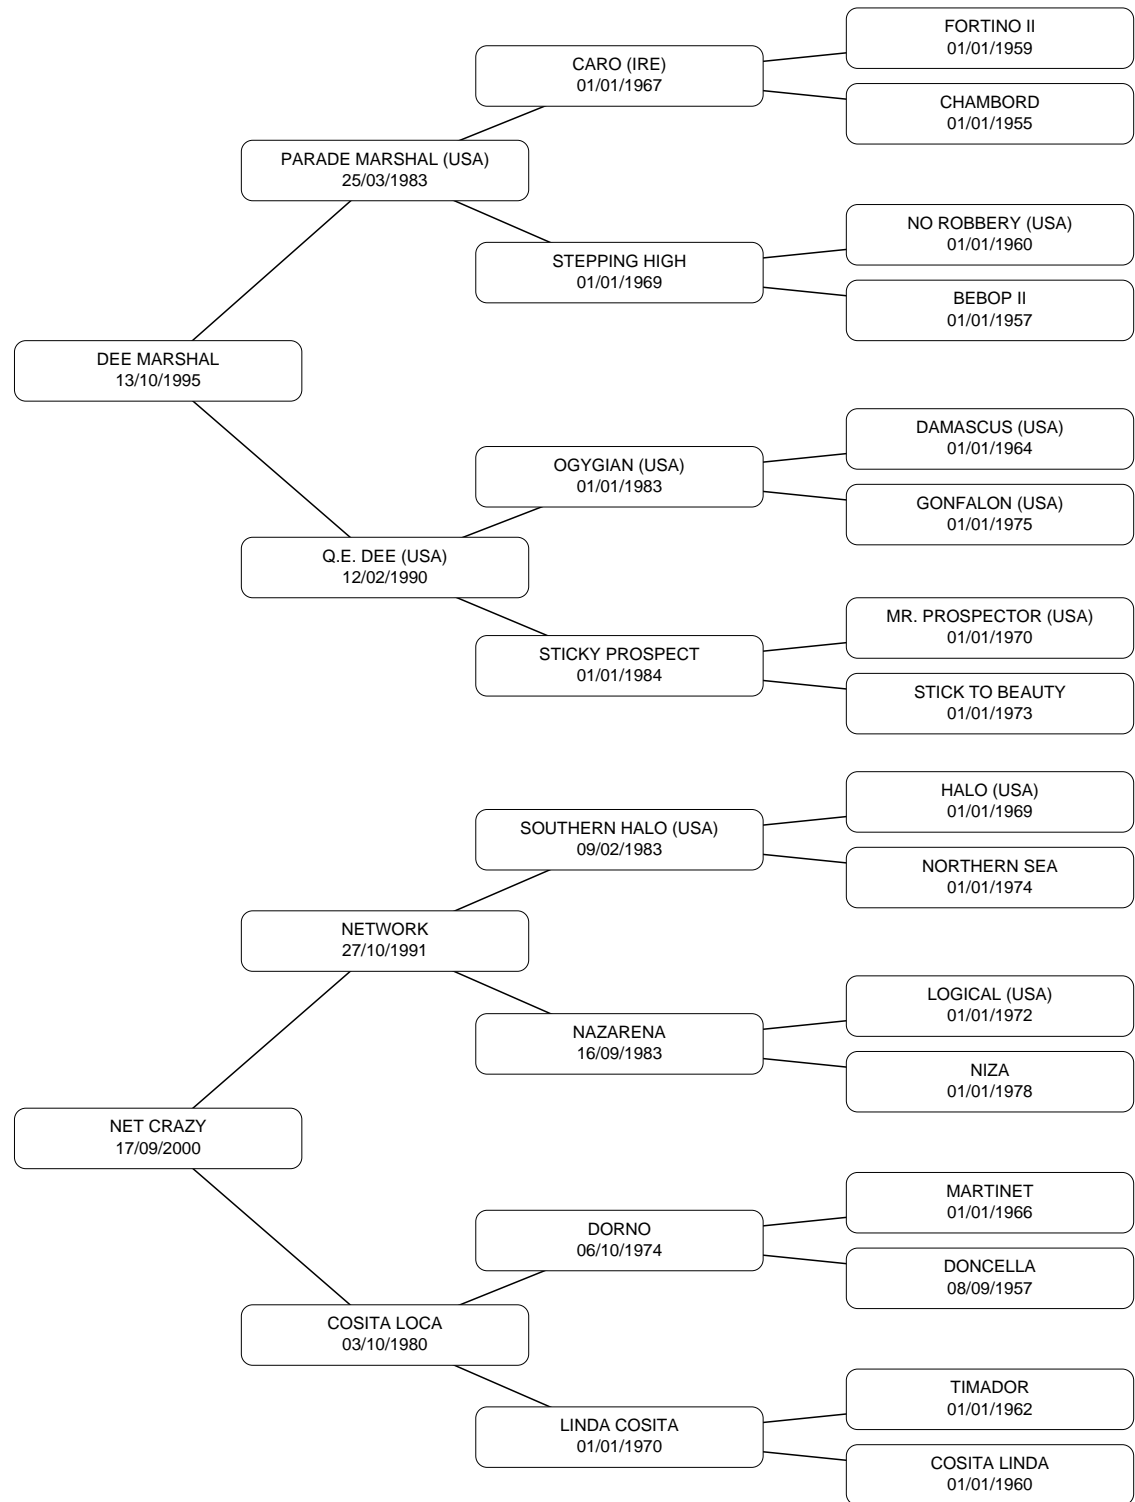 FORTINO II
01/01/1959
CARO (IRE)
01/01/1967
CHAMBORD
01/01/1955
PARADE MARSHAL (USA)
25/03/1983
NO ROBBERY (USA)
01/01/1960
STEPPING HIGH
01/01/1969
BEBOP II
01/01/1957
DEE MARSHAL
13/10/1995
DAMASCUS (USA)
01/01/1964
OGYGIAN (USA)
01/01/1983
GONFALON (USA)
01/01/1975
Q.E. DEE (USA)
12/02/1990
MR. PROSPECTOR (USA)
01/01/1970
STICKY PROSPECT
01/01/1984
STICK TO BEAUTY
01/01/1973
HALO (USA)
01/01/1969
SOUTHERN HALO (USA)
09/02/1983
NORTHERN SEA
01/01/1974
NETWORK
27/10/1991
LOGICAL (USA)
01/01/1972
NAZARENA
16/09/1983
NIZA
01/01/1978
NET CRAZY
17/09/2000
MARTINET
01/01/1966
DORNO
06/10/1974
DONCELLA
08/09/1957
COSITA LOCA
03/10/1980
TIMADOR
01/01/1962
LINDA COSITA
01/01/1970
COSITA LINDA
01/01/1960